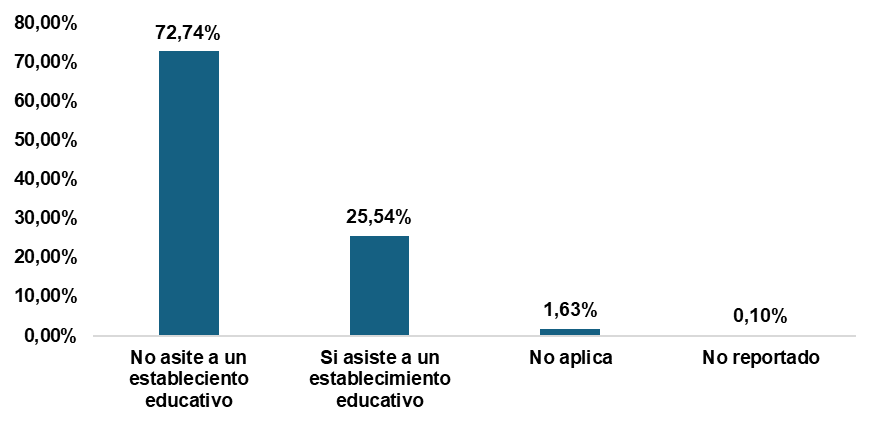 80,00%
70,00%
60,00%
50,00%
40,00%
30,00%
20,00%
10,00%
0,00%
72,74%
25,54%
1,63%
0,10%
No asite a un
estableciento
educativo
Si asiste a un
establecimiento
educativo
No aplica
No reportado